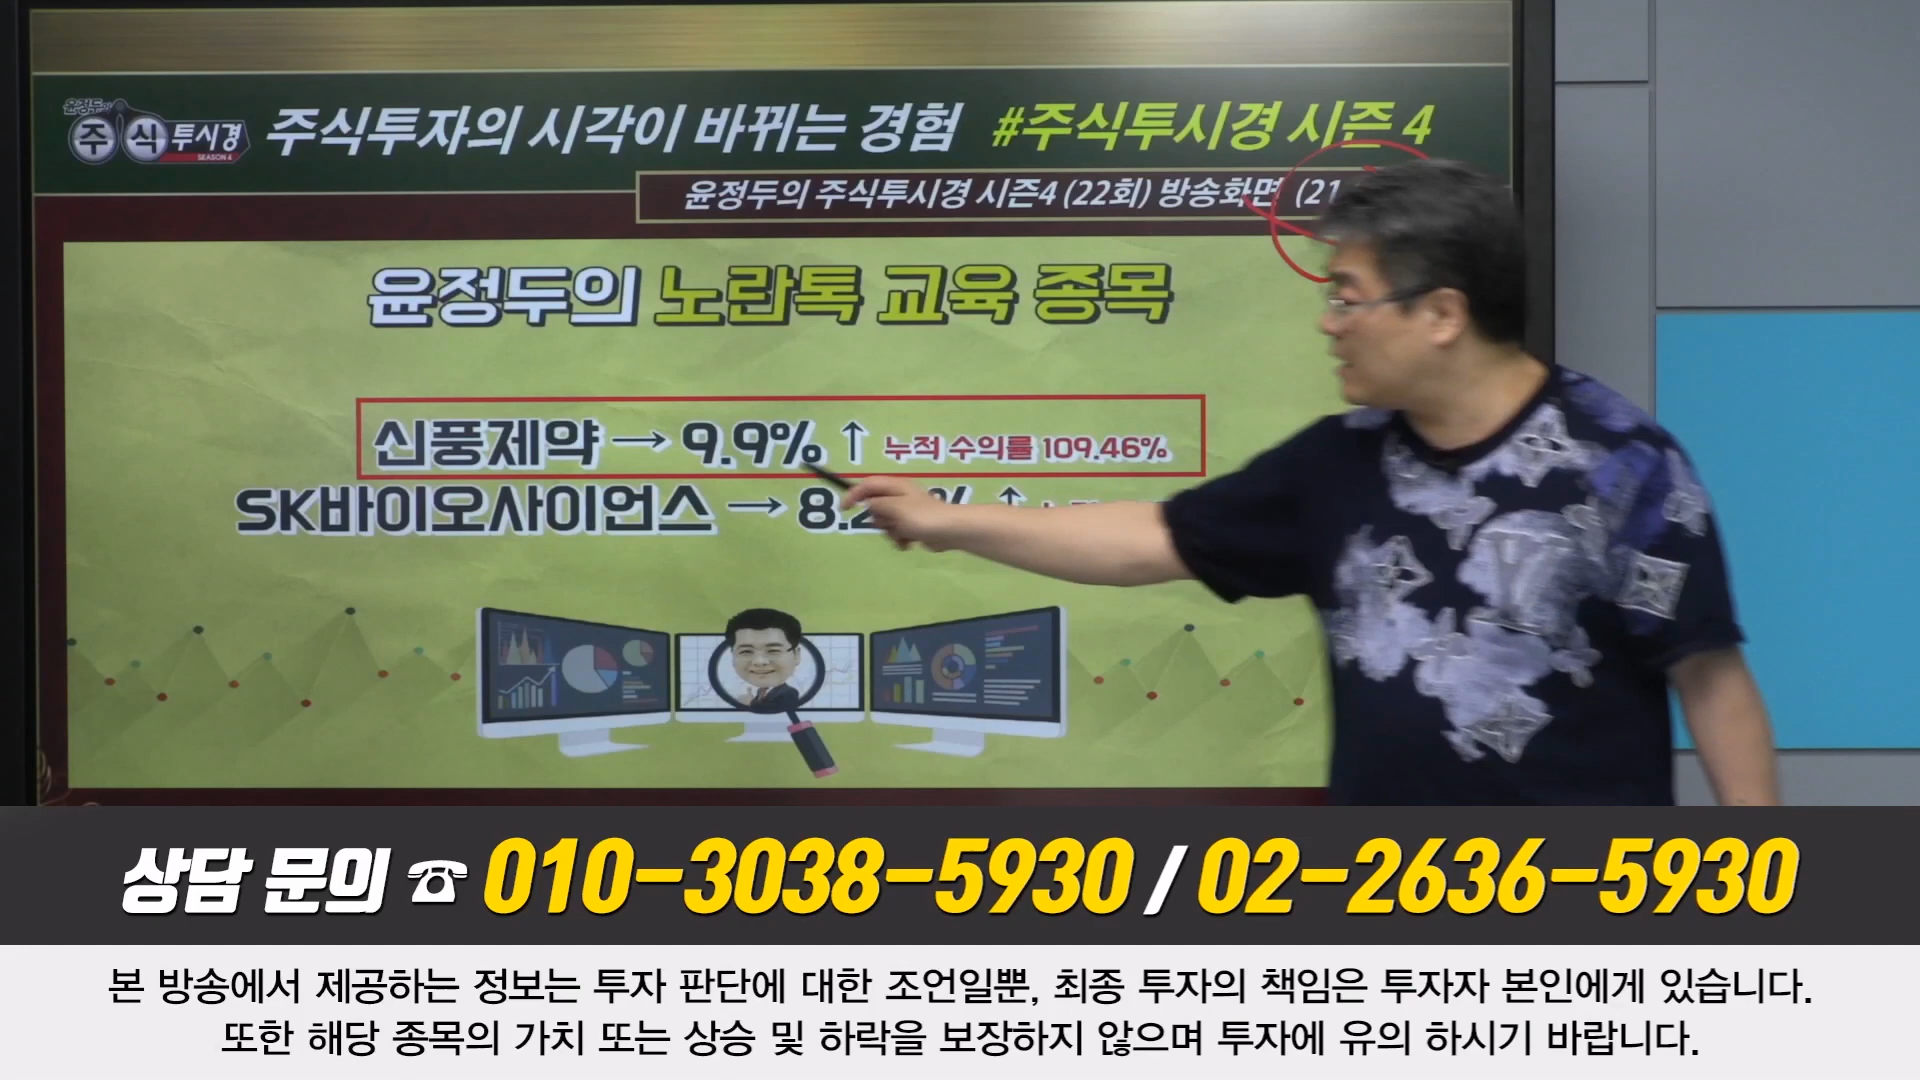 윤정두의
주식투시경
SEASON 4
주식투자의 시각이 바뀌는 경험 #주식투시경 시즌 4
윤정두의 주식투시경 시즌4 (22회) 방송화면 (21
윤정두의 노란톡 교육 종목
신풍제약 → 9.9% ↑ 누적 수익률 109.46%
SK바이오사이언스 → 8.2 % ↑
상담 문의 ☎ 010-3038-5930 / 02-2636-5930
본 방송에서 제공하는 정보는 투자 판단에 대한 조언일뿐, 최종 투자의 책임은 투자자 본인에게 있습니다.
또한 해당 종목의 가치 또는 상승 및 하락을 보장하지 않으며 투자에 유의 하시기 바랍니다.